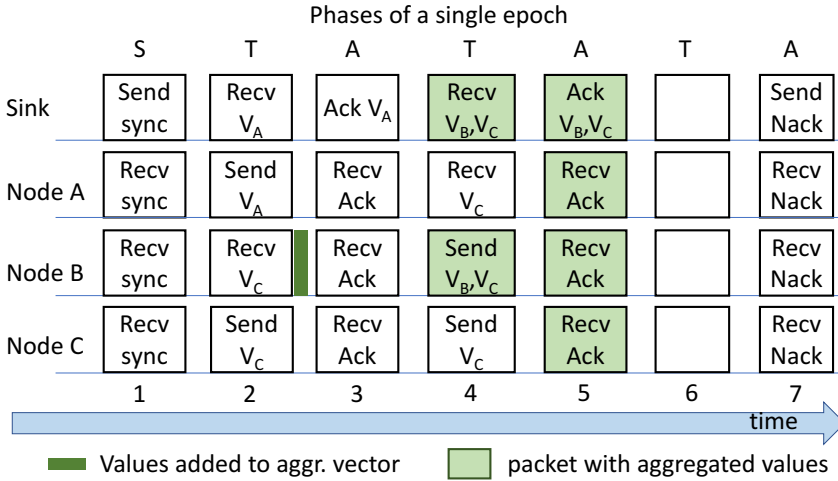 Phases of a single epoch
S T A T A T A
Sink
Send sync
Recv V_A
Ack V_A
Recv V_B,V_C
Ack V_B,V_C
Send Nack
Node A
Recv sync
Send V_A
Recv Ack
Recv V_C
Recv Ack
Recv Nack
Node B
Recv sync
Recv V_C
Recv Ack
Send V_B,V_C
Recv Ack
Recv Nack
Node C
Recv sync
Send V_C
Recv Ack
Send V_C
Recv Ack
Recv Nack
1 2 3 4 5 6 7
time
Values added to aggr. vector
packet with aggregated values